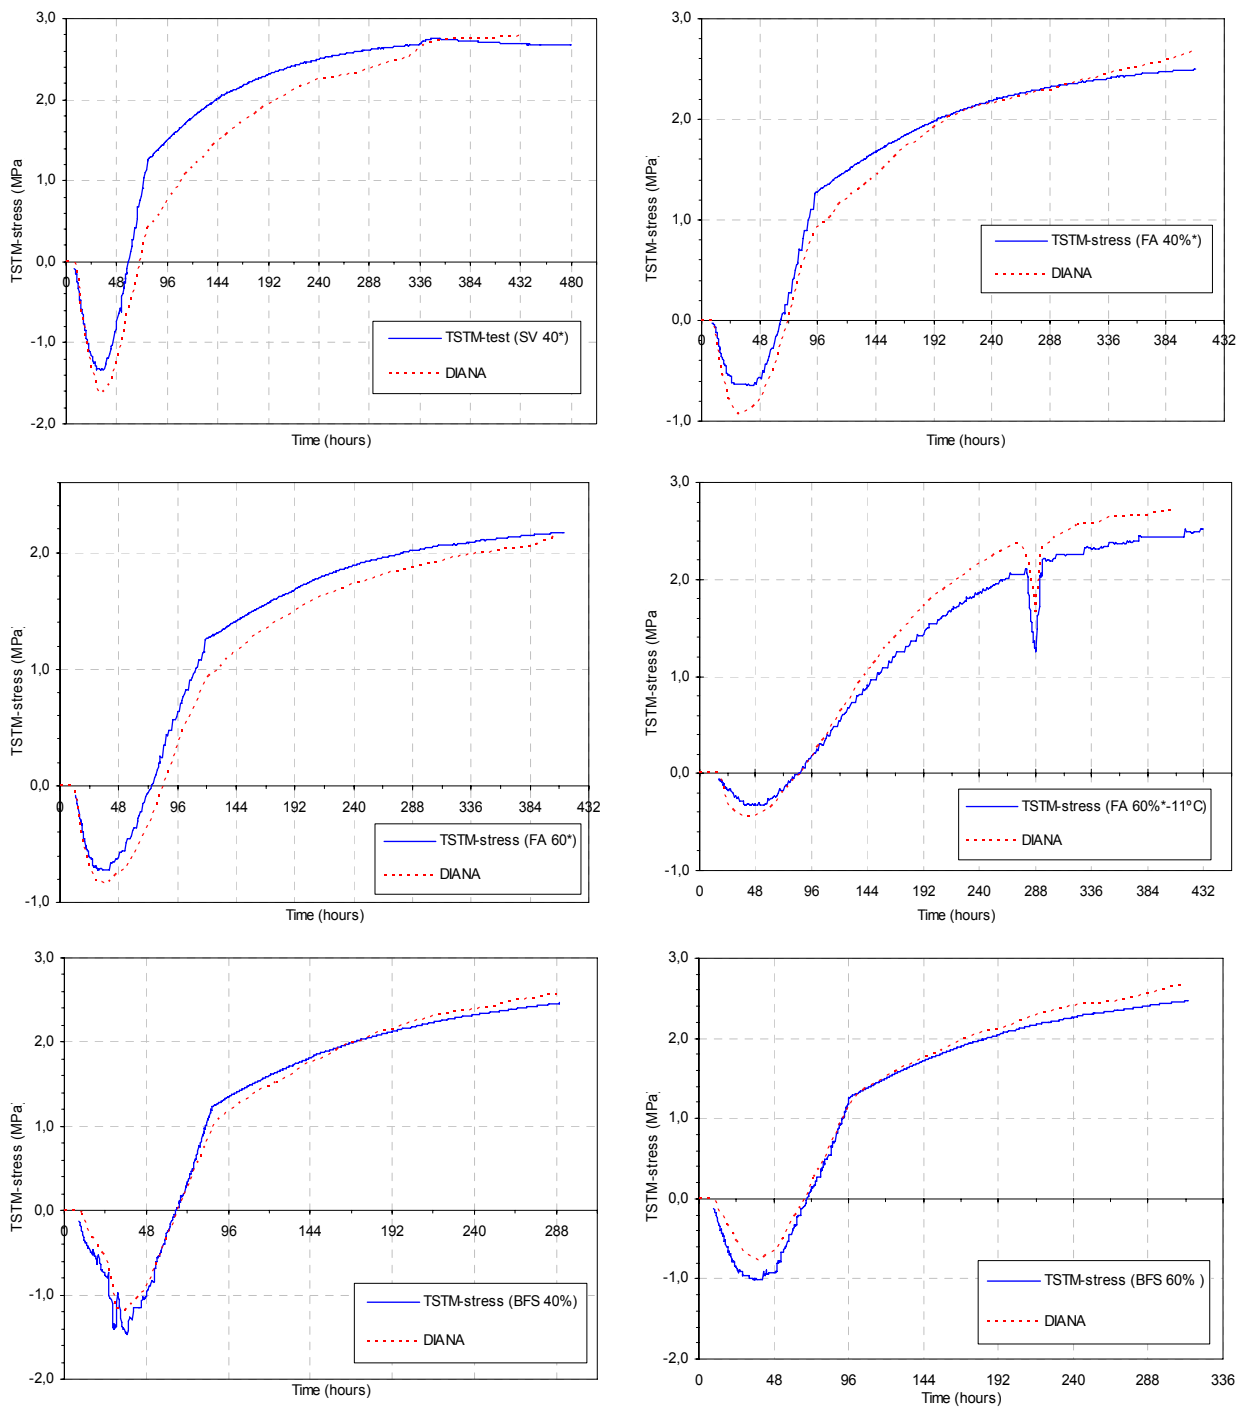 3,0
2,0
1,0
0,0
-1,0
-2,0
0 48 96 144 192 240 288 336 384 432 480
TSTM-stress (MPa)
Time (hours)
TSTM-test (SV 40*)
DIANA
3,0
2,0
1,0
0,0
-1,0
0 48 96 144 192 240 288 336 384 432
TSTM-stress (MPa)
Time (hours)
TSTM-stress (FA 40%*)
DIANA
2,0
1,0
0,0
-1,0
0 48 96 144 192 240 288 336 384 432
TSTM-stress (MPa)
Time (hours)
TSTM-stress (FA 60*)
DIANA
3,0
2,0
1,0
0,0
-1,0
0 48 96 144 192 240 288 336 384 432
TSTM-stress (MPa
Time (hours)
TSTM-stress (FA 60%*-11°C)
DIANA
3,0
2,0
1,0
0,0
-1,0
-2,0
0 48 96 144 192 240 288
TSTM-stress (MPa)
Time (hours)
TSTM-stress (BFS 40%)
DIANA
3,0
2,0
1,0
0,0
-1,0
-2,0
0 48 96 144 192 240 288 336
TSTM-stress (MPa)
Time (hours)
TSTM-stress (BFS 60% )
DIANA